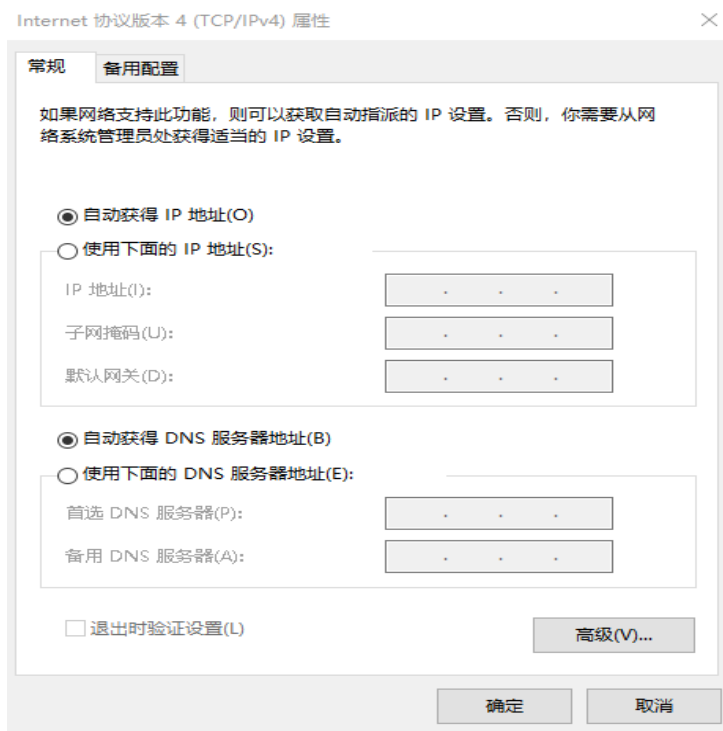 Internet 协议版本 4 (TCP/IPv4) 属性
常规
备用配置
如果网络支持此功能，则可以获取自动指派的 IP 设置。否则，你需要从网
络系统管理员处获得适当的 IP 设置。
自动获得 IP 地址(O)
使用下面的 IP 地址(S):
IP 地址(I):
子网掩码(U):
默认网关(D):
自动获得 DNS 服务器地址(B)
使用下面的 DNS 服务器地址(E):
首选 DNS 服务器(P):
备用 DNS 服务器(A):
退出时验证设置(L)
高级(V)...
确定
取消